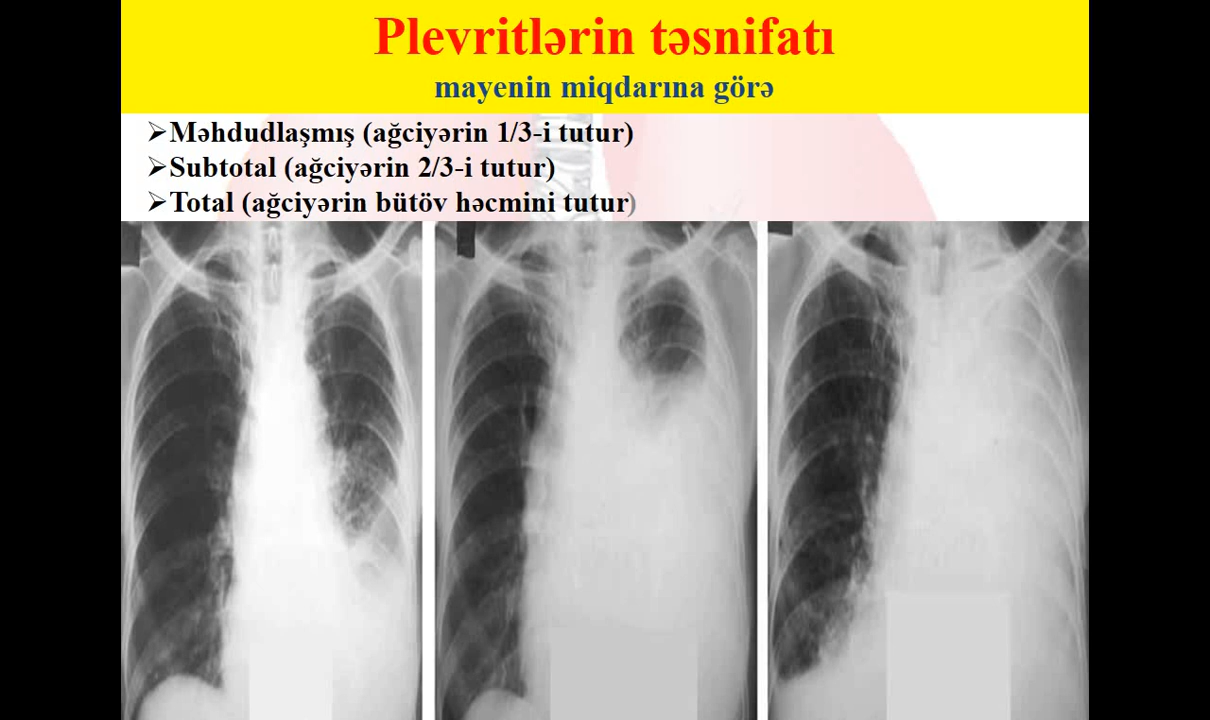 Plevritlərin təsnifatı
mayenin miqdarına görə
➢Məhdudlaşmış (ağciyərin 1/3-i tutur)
➢Subtotal (ağciyərin 2/3-i tutur)
➢Total (ağciyərin bütöv həcmini tutur)